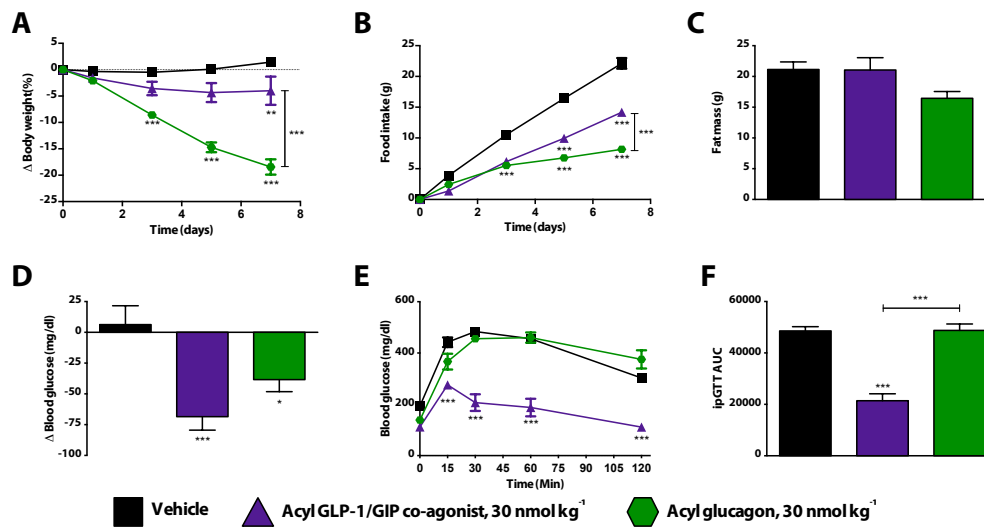 A
Δ Body weight(%)
5
0
-5
-10
-15
-20
-25
0 2 4 6 8
Time (days)
***
***
***
**
***
B
Food intake (g)
25
20
15
10
5
0
0 2 4 6 8
Time (days)
***
***
***
***
***
***
C
Fat mass (g)
25
20
15
10
5
0
D
Δ Blood glucose (mg/dl)
25
0
-25
-50
-75
-100
***
*
E
Blood glucose (mg/dl)
600
400
200
0
0 15 30 45 60 75 90 105 120
Time (Min)
***
***
***
***
F
ipGTT AUC
60000
40000
20000
0
***
***
Vehicle
Acyl GLP-1/GIP co-agonist, 30 nmol kg-1
Acyl glucagon, 30 nmol kg-1